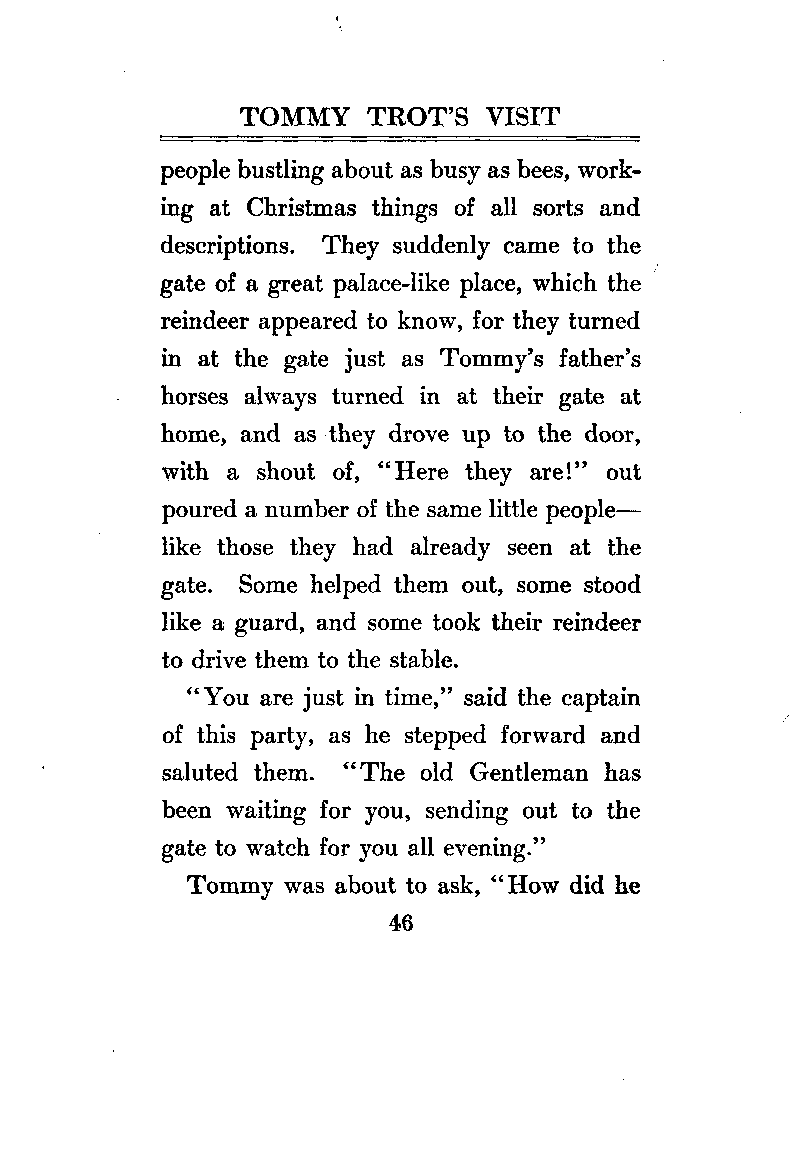 TOMMY TROT'S VISIT
people bustling about as busy as bees, work-
ing at Christmas things of all sorts and
descriptions. They suddenly came to the
gate of a great palace-like place, which the
reindeer appeared to know, for they turned
in at the gate just as Tommy's father's
horses always turned in at their gate at
home, and as they drove up to the door,
with a shout of, "Here they are!" out
poured a number of the same little people—
like those they had already seen at the
gate. Some helped them out, some stood
like a guard, and some took their reindeer
to drive them to the stable.
"You are just in time," said the captain
of this party, as he stepped forward and
saluted them. "The old Gentleman has
been waiting for you, sending out to the
gate to watch for you all evening."
Tommy was about to ask, "How did he
46